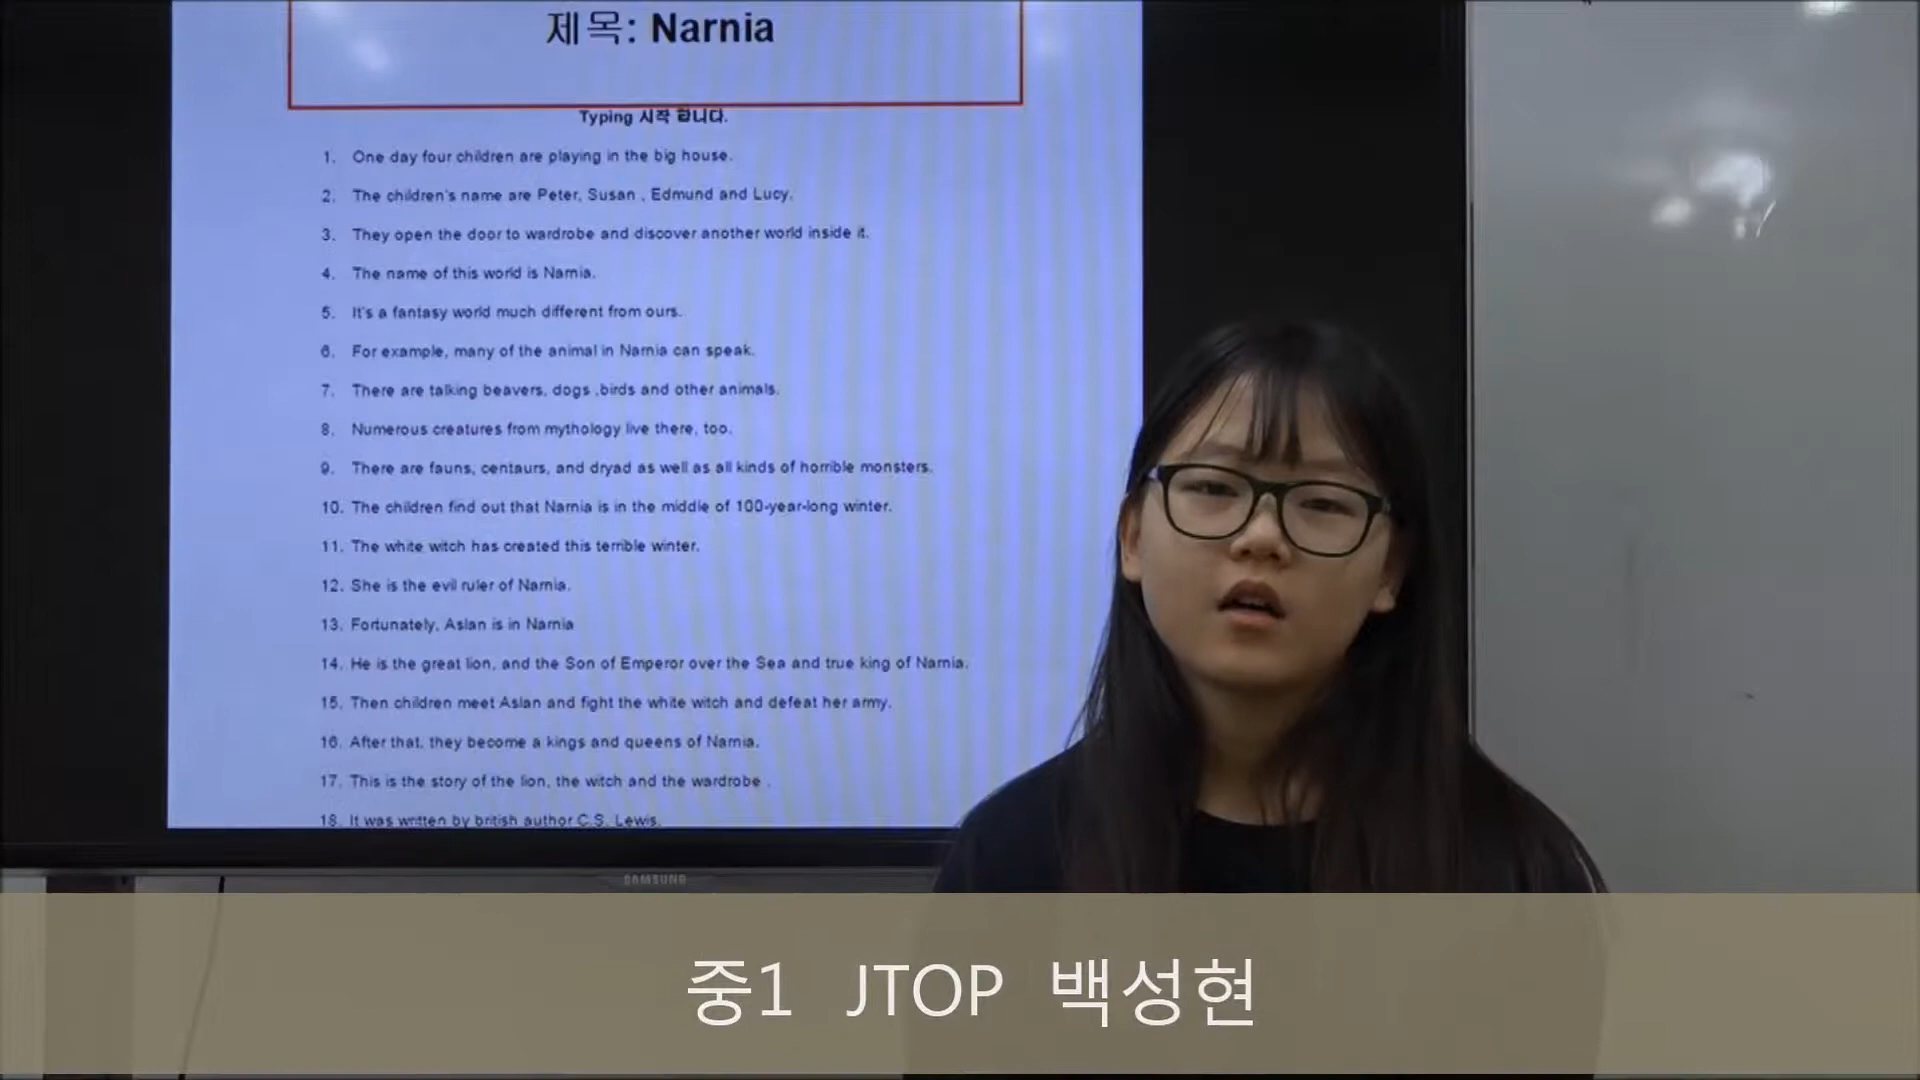 제목: Narnia
Typing 시작 합니다.
1. One day four children are playing in the big house.
2. The children's name are Peter, Susan , Edmund and Lucy.
3. They open the door to wardrobe and discover another world inside it.
4. The name of this world is Narnia.
5. It's a fantasy world much different from ours.
6. For example, many of the animal in Narnia can speak.
7. There are talking beavers, dogs ,birds and other animals.
8. Numerous creatures from mythology live there, too.
9. There are fauns, centaurs, and dryad as well as all kinds of horrible monsters.
10. The children find out that Narnia is in the middle of 100-year-long winter.
11. The white witch has created this terrible winter.
12. She is the evil ruler of Narnia.
13. Fortunately, Aslan is in Narnia
14. He is the great lion, and the Son of Emperor over the Sea and true king of Narnia.
15. Then children meet Aslan and fight the white witch and defeat her army.
16. After that, they become a kings and queens of Narnia.
17. This is the story of the lion, the witch and the wardrobe .
18. It was written by british author C.S. Lewis.
SAMSUNG
중1 JTOP 백성현